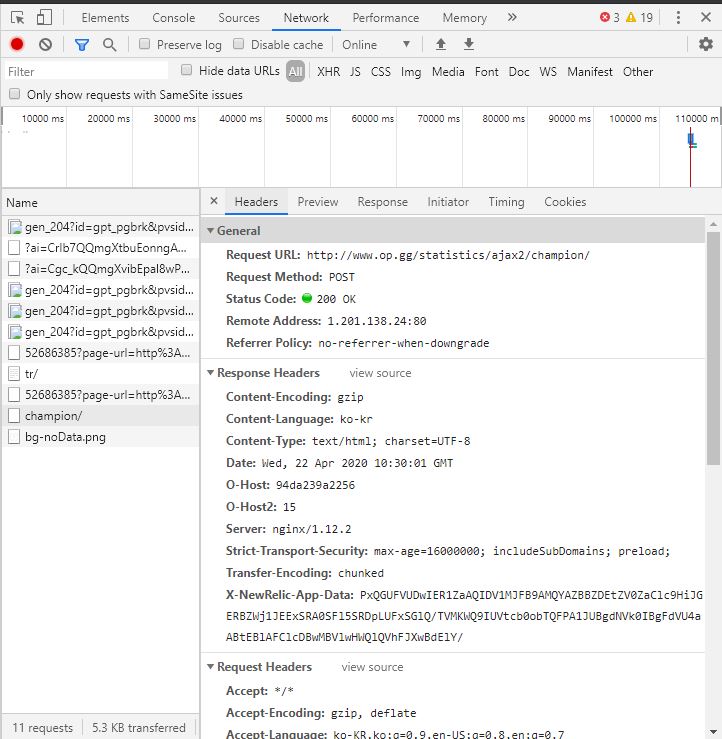 Elements Console Sources Network Performance Memory » 3 19
Preserve log Disable cache Online
Filter Hide data URLs All XHR JS CSS Img Media Font Doc WS Manifest Other
Only show requests with SameSite issues
10000 ms 20000 ms 30000 ms 40000 ms 50000 ms 60000 ms 70000 ms 80000 ms 90000 ms 100000 ms 110000 m
Name
gen_204?id=gpt_pgbrk&pvsid...
?ai=CrIb7QQmgXtbuEonngA...
?ai=Cgc_kQQmgXvibEpaI8wP...
gen_204?id=gpt_pgbrk&pvsid...
gen_204?id=gpt_pgbrk&pvsid...
gen_204?id=gpt_pgbrk&pvsid...
52686385?page-url=http%3A...
tr/
52686385?page-url=http%3A...
champion/
bg-noData.png
11 requests 5.3 KB transferred
× Headers Preview Response Initiator Timing Cookies
General
Request URL: http://www.op.gg/statistics/ajax2/champion/
Request Method: POST
Status Code: 200 OK
Remote Address: 1.201.138.24:80
Referrer Policy: no-referrer-when-downgrade
Response Headers view source
Content-Encoding: gzip
Content-Language: ko-kr
Content-Type: text/html; charset=UTF-8
Date: Wed, 22 Apr 2020 10:30:01 GMT
O-Host: 94da239a2256
O-Host2: 15
Server: nginx/1.12.2
Strict-Transport-Security: max-age=16000000; includeSubDomains; preload;
Transfer-Encoding: chunked
X-NewRelic-App-Data: PxQGUFVUDwIER1ZaAQIDV1MJFB9AMQYAZBBZDEtZV0ZaClc9HiJG
ERBZWj1JEExSRA0SFl5SRDpLUFxSGlQ/TVMKWQ9IUVtcb0obTQFPA1JUBgdNVk0IBgFdVU4a
ABtEBlAFClcDBwMBVlwHWQlQVhFJXwBdElY/
Request Headers view source
Accept: */*
Accept-Encoding: gzip, deflate
Accept-Language: ko-KR,ko;q=0.9,en-US;q=0.8,en;q=0.7